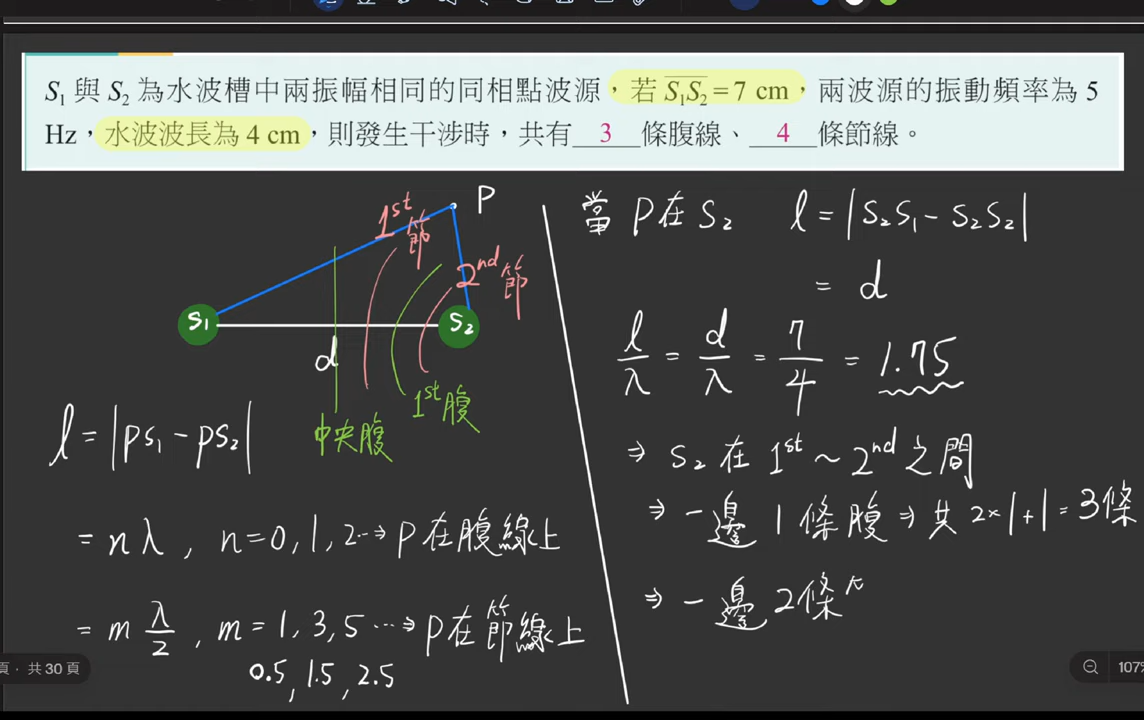 S₁ 與 S₂ 為水波槽中兩振幅相同的同相點波源，若 S₁S₂ = 7 cm，兩波源的振動頻率為 5
Hz，水波波長為 4 cm，則發生干涉時，共有 3 條腹線、 4 條節線。
P
1st 節
2nd 節
S₁
S₂
d
1st 腹
中央腹
l = |PS₁ - PS₂|
= nλ , n = 0, 1, 2 ⋯→ P在腹線上
= m λ/2 , m = 1, 3, 5 ⋯⇒ P在節線上
0.5, 1.5, 2.5
當 P在 S₂ l = |S₂S₁ - S₂S₂|
= d
l/λ = d/λ = 7/4 = 1.75
⇒ S₂ 在 1st ~ 2nd 之間
⇒ 一邊 1 條腹 ⇒ 共 2×1+1 = 3條
⇒ 一邊 2條
頁 · 共 30 頁
107%